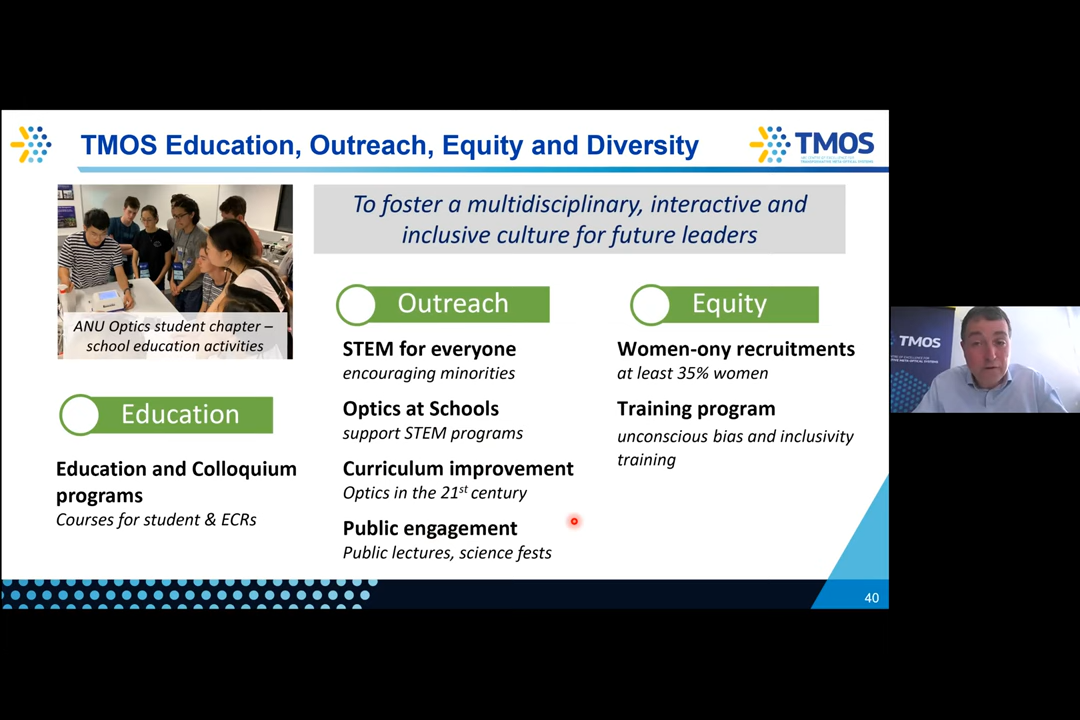 TMOS Education, Outreach, Equity and Diversity
TMOS
To foster a multidisciplinary, interactive and
inclusive culture for future leaders
ANU Optics student chapter –
school education activities
Education
Education and Colloquium
programs
Courses for student & ECRs
Outreach
STEM for everyone
encouraging minorities
Optics at Schools
support STEM programs
Curriculum improvement
Optics in the 21st century
Public engagement
Public lectures, science fests
Equity
Women-ony recruitments
at least 35% women
Training program
unconscious bias and inclusivity
training
40
TMOS